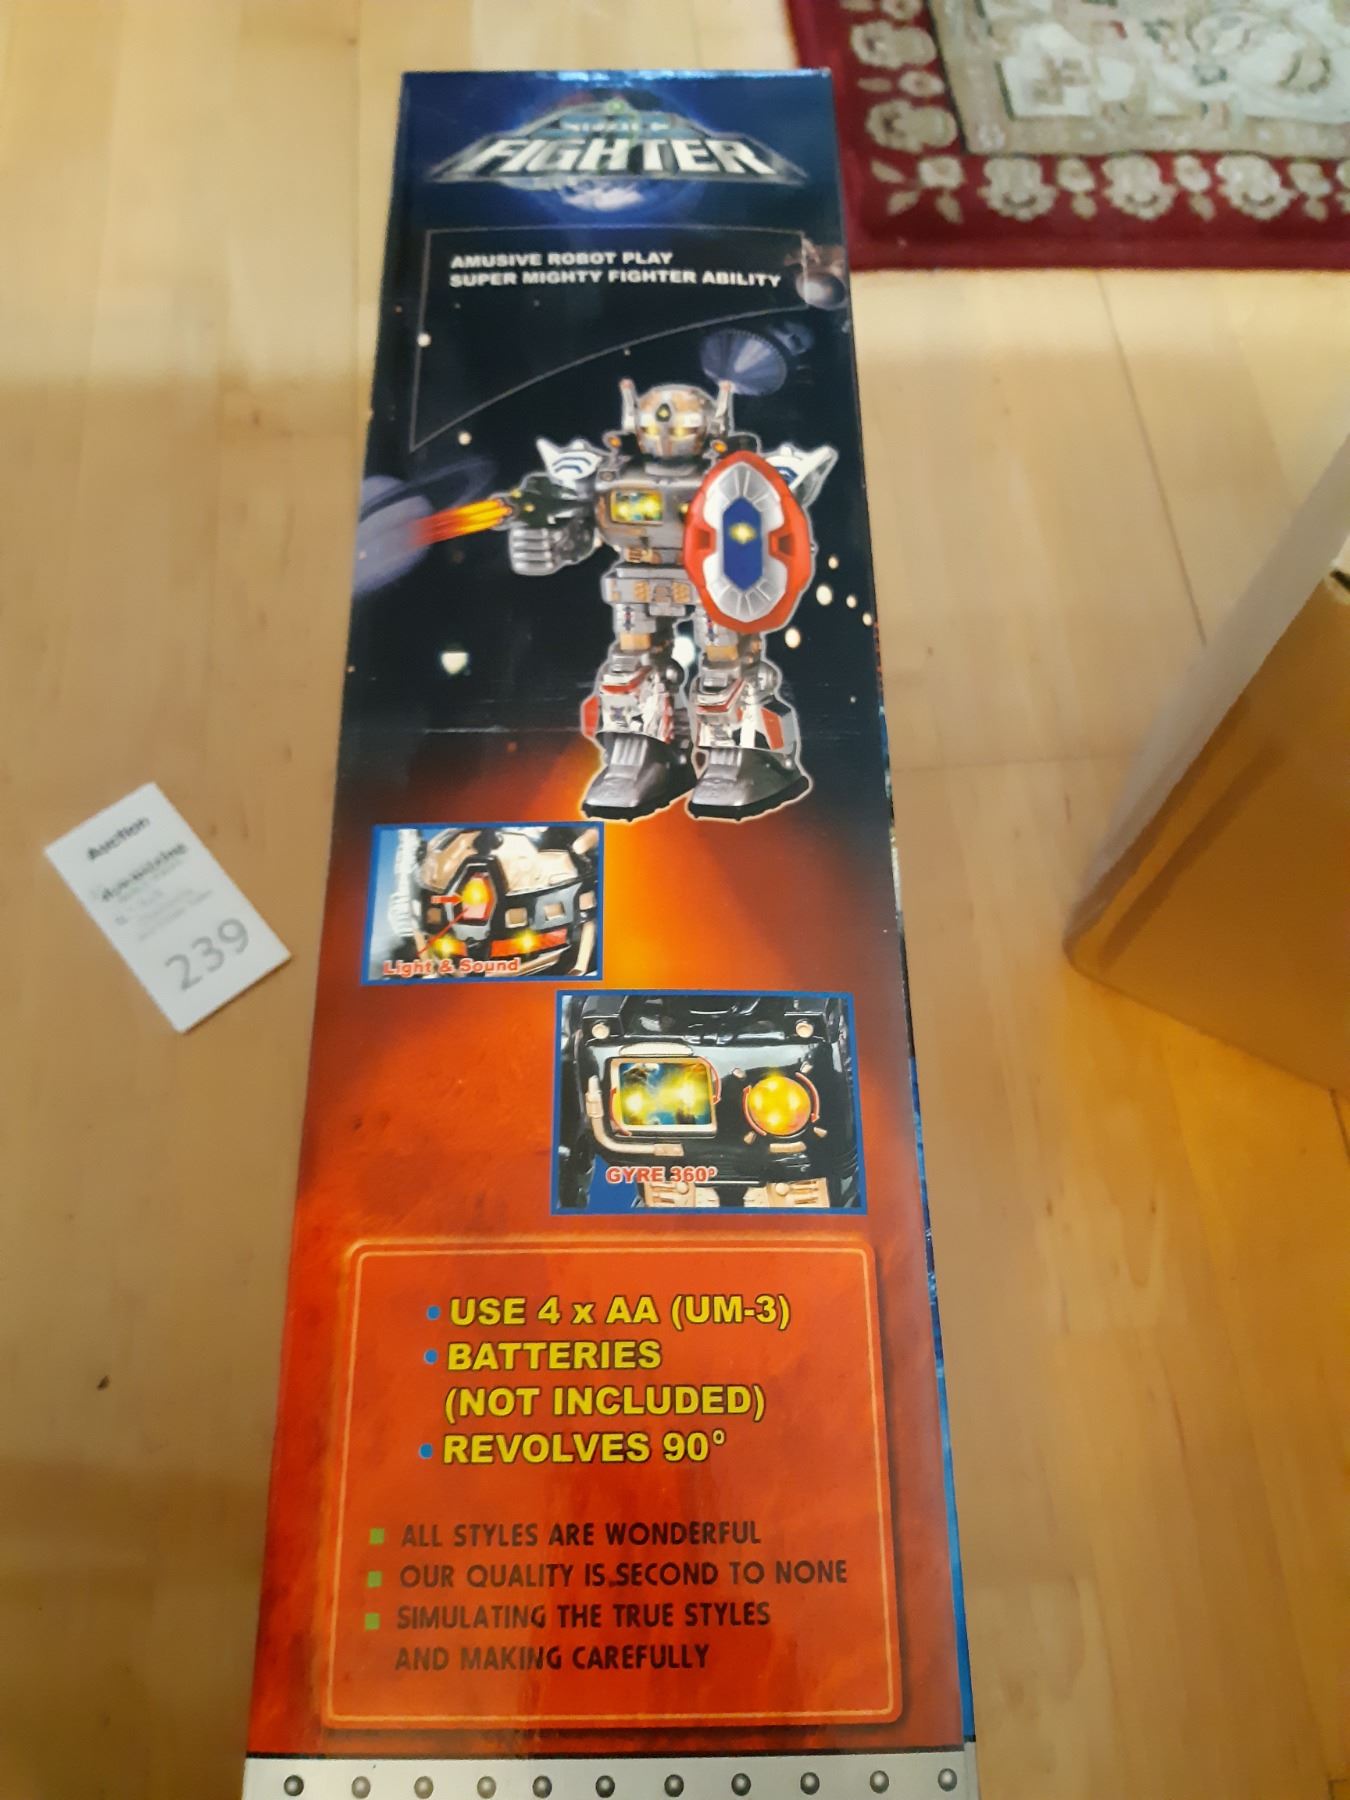 FIGHTER
AMUSIVE ROBOT PLAY
SUPER MIGHTY FIGHTER ABILITY
Auction
239
Light & Sound
GYRE 360°
• USE 4 x AA (UM-3)
• BATTERIES
(NOT INCLUDED)
• REVOLVES 90°
ALL STYLES ARE WONDERFUL
OUR QUALITY IS SECOND TO NONE
SIMULATING THE TRUE STYLES
AND MAKING CAREFULLY